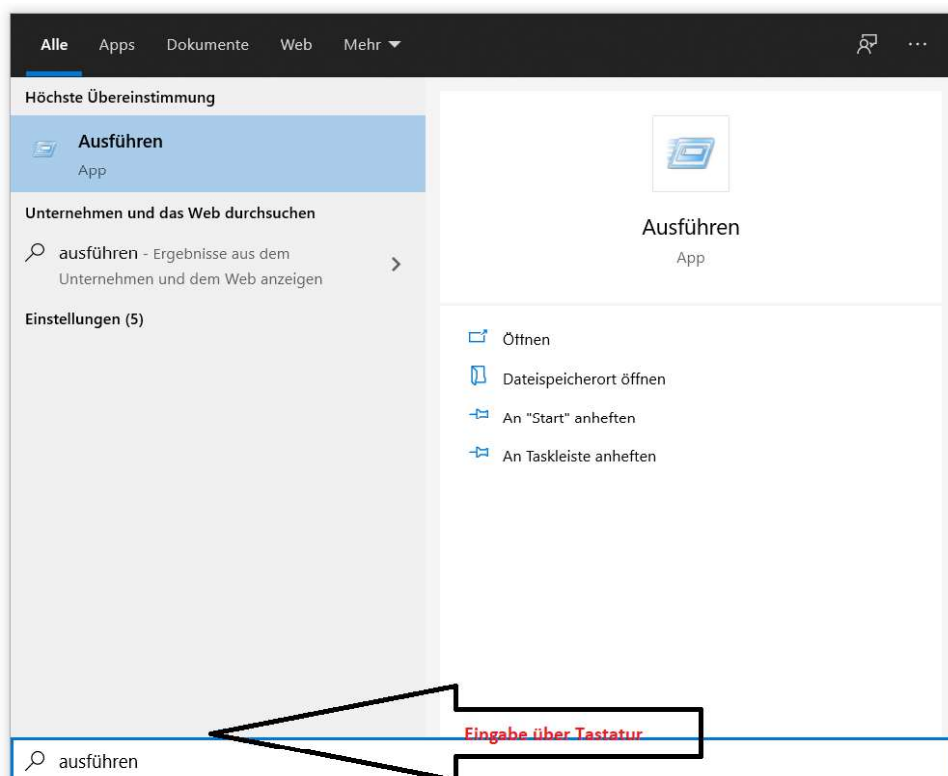 Alle Apps Dokumente Web Mehr
Höchste Übereinstimmung
Ausführen
App
Unternehmen und das Web durchsuchen
ausführen - Ergebnisse aus dem
Unternehmen und dem Web anzeigen
Einstellungen (5)
Ausführen
App
Öffnen
Dateispeicherort öffnen
An "Start" anheften
An Taskleiste anheften
Eingabe über Tastatur
ausführen